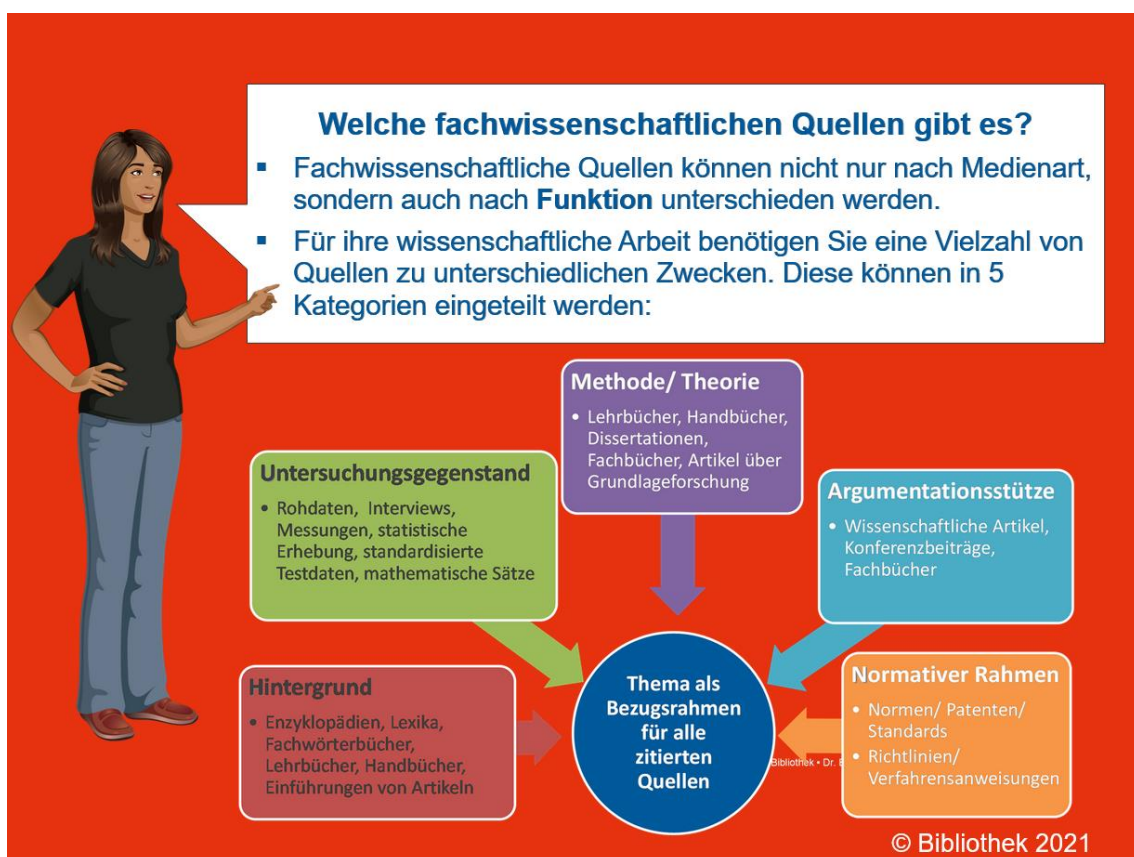 Welche fachwissenschaftlichen Quellen gibt es?
▪ Fachwissenschaftliche Quellen können nicht nur nach Medienart,
sondern auch nach Funktion unterschieden werden.
▪ Für ihre wissenschaftliche Arbeit benötigen Sie eine Vielzahl von
Quellen zu unterschiedlichen Zwecken. Diese können in 5
Kategorien eingeteilt werden:
Methode/ Theorie
• Lehrbücher, Handbücher,
Dissertationen,
Fachbücher, Artikel über
Grundlageforschung
Untersuchungsgegenstand
• Rohdaten, Interviews,
Messungen, statistische
Erhebung, standardisierte
Testdaten, mathematische Sätze
Argumentationsstütze
• Wissenschaftliche Artikel,
Konferenzbeiträge,
Fachbücher
Hintergrund
• Enzyklopädien, Lexika,
Fachwörterbücher,
Lehrbücher, Handbücher,
Einführungen von Artikeln
Thema als
Bezugsrahmen
für alle
zitierten
Quellen
Normativer Rahmen
• Normen/ Patenten/
Standards
• Richtlinien/
Verfahrensanweisungen
Bibliothek • Dr.
© Bibliothek 2021